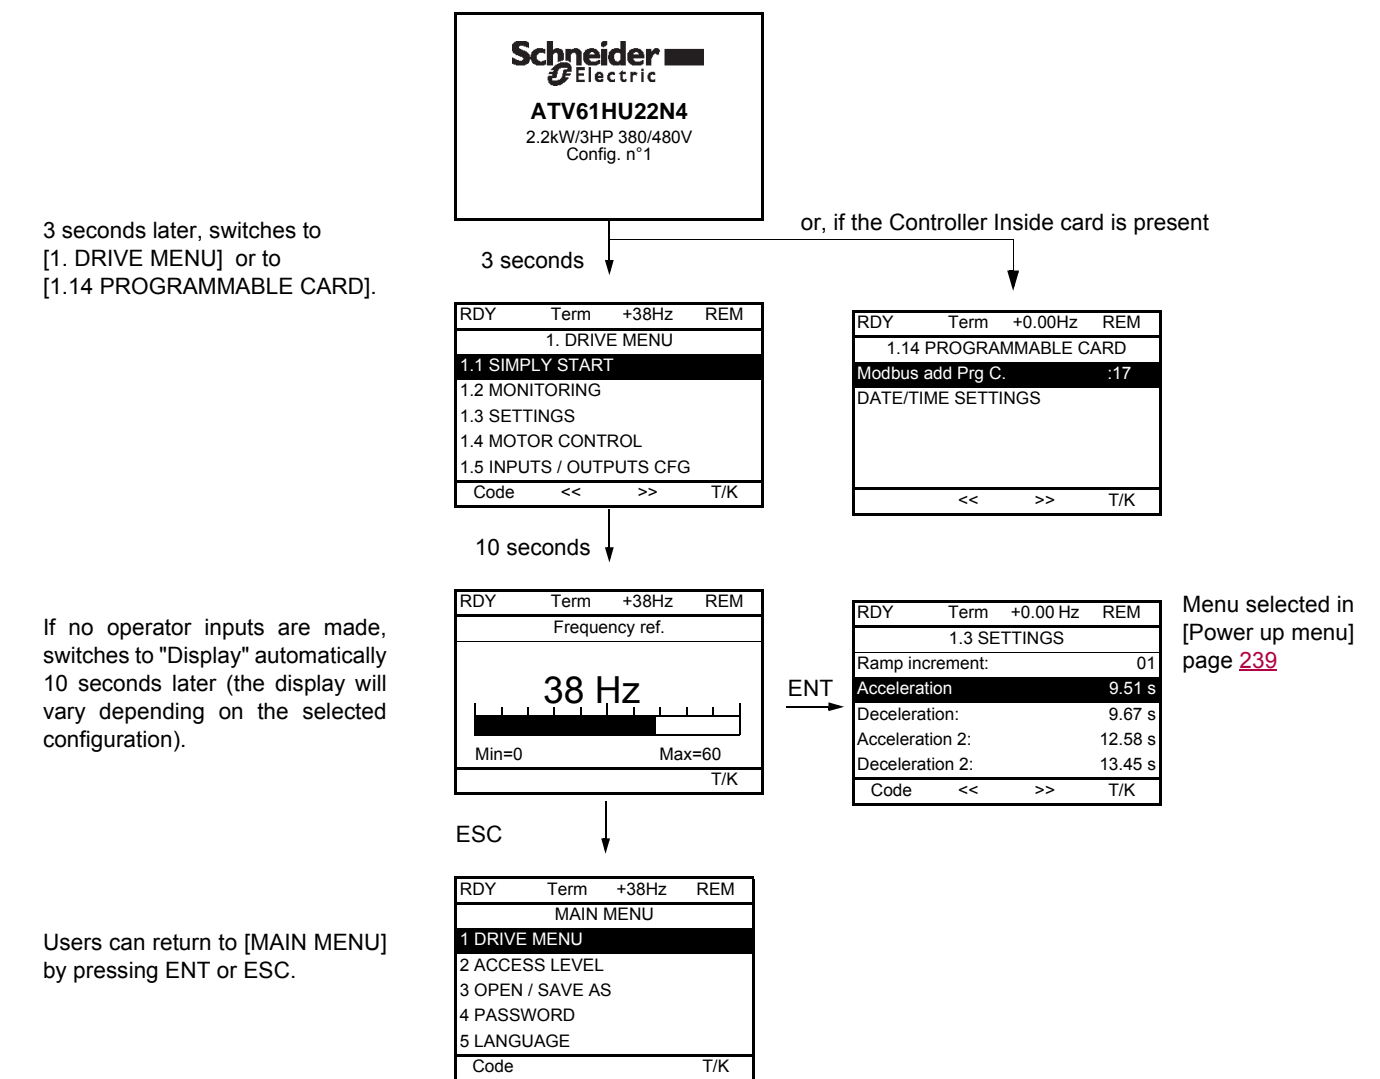 Schneider
Electric
ATV61HU22N4
2.2kW/3HP 380/480V
Config. n°1
3 seconds later, switches to
[1. DRIVE MENU] or to
[1.14 PROGRAMMABLE CARD].
3 seconds
or, if the Controller Inside card is present
RDY Term +38Hz REM
1. DRIVE MENU
1.1 SIMPLY START
1.2 MONITORING
1.3 SETTINGS
1.4 MOTOR CONTROL
1.5 INPUTS / OUTPUTS CFG
Code << >> T/K
RDY Term +0.00Hz REM
1.14 PROGRAMMABLE CARD
Modbus add Prg C. :17
DATE/TIME SETTINGS
<< >> T/K
10 seconds
If no operator inputs are made,
switches to "Display" automatically
10 seconds later (the display will
vary depending on the selected
configuration).
RDY Term +38Hz REM
Frequency ref.
38 Hz
Min=0 Max=60
T/K
ENT
RDY Term +0.00 Hz REM
1.3 SETTINGS
Ramp increment: 01
Acceleration 9.51 s
Deceleration: 9.67 s
Acceleration 2: 12.58 s
Deceleration 2: 13.45 s
Code << >> T/K
Menu selected in
[Power up menu]
page 239
ESC
Users can return to [MAIN MENU]
by pressing ENT or ESC.
RDY Term +38Hz REM
MAIN MENU
1 DRIVE MENU
2 ACCESS LEVEL
3 OPEN / SAVE AS
4 PASSWORD
5 LANGUAGE
Code T/K